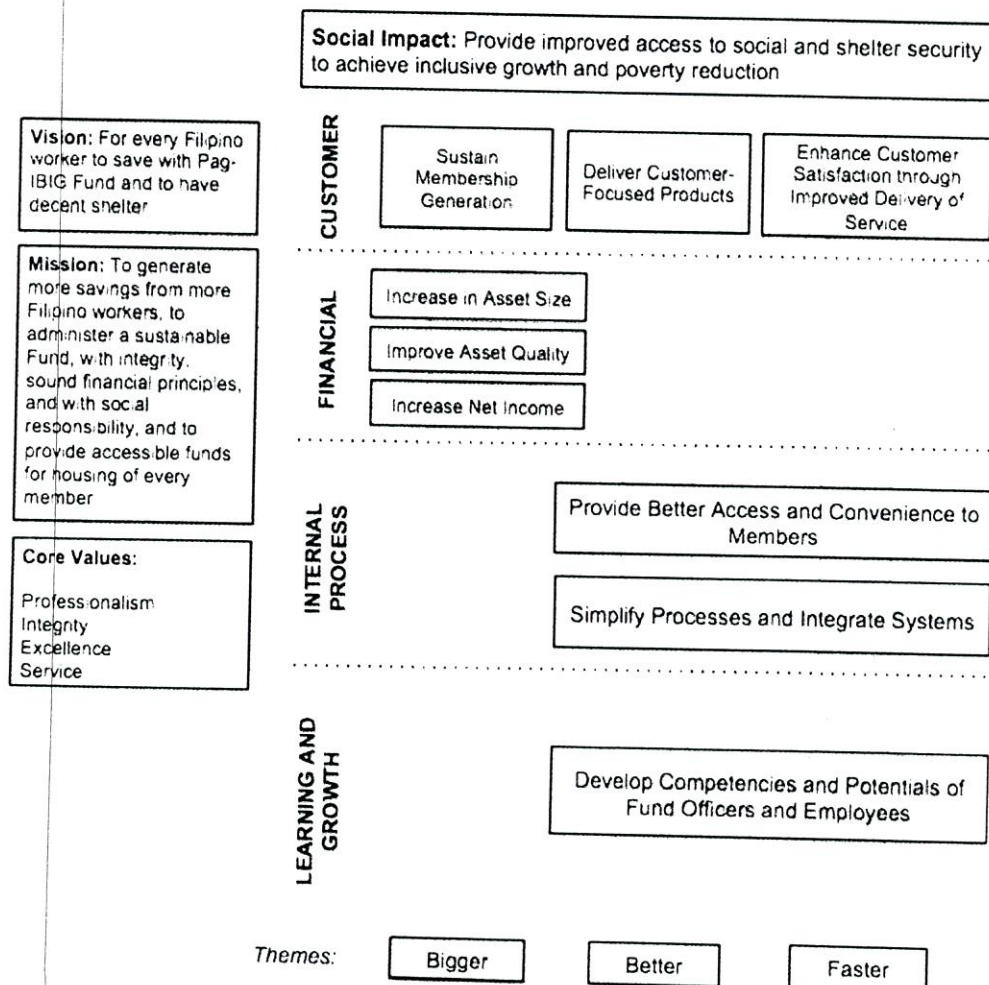 Social Impact: Provide improved access to social and shelter security
to achieve inclusive growth and poverty reduction
Vision: For every Filipino
worker to save with Pag-
IBIG Fund and to have
decent shelter
Mission: To generate
more savings from more
Filipino workers, to
administer a sustainable
Fund, with integrity,
sound financial principles,
and with social
responsibility, and to
provide accessible funds
for housing of every
member
Core Values:
Professionalism
Integrity
Excellence
Service
CUSTOMER
Sustain
Membership
Generation
Deliver Customer-
Focused Products
Enhance Customer
Satisfaction through
Improved Delivery of
Service
FINANCIAL
Increase in Asset Size
Improve Asset Quality
Increase Net Income
INTERNAL
PROCESS
Provide Better Access and Convenience to
Members
Simplify Processes and Integrate Systems
LEARNING AND
GROWTH
Develop Competencies and Potentials of
Fund Officers and Employees
Themes:
Bigger
Better
Faster